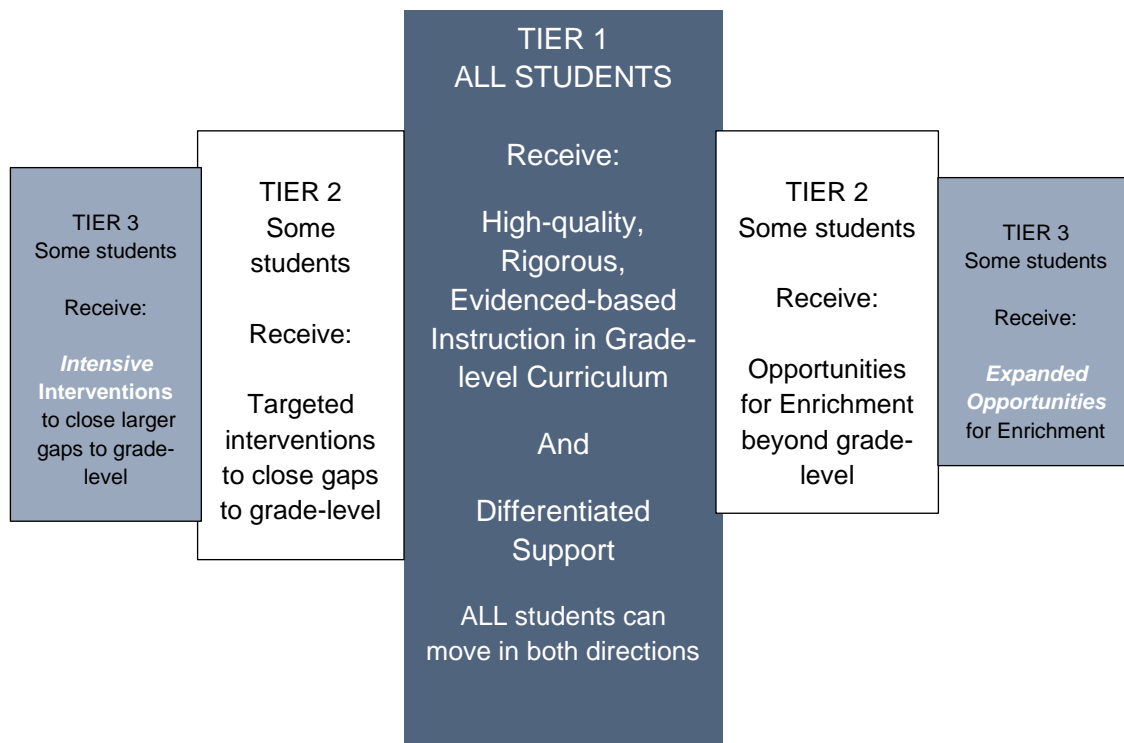 TIER 3
Some students
Receive:
Intensive
Interventions
to close larger
gaps to grade-
level
TIER 2
Some
students
Receive:
Targeted
interventions
to close gaps
to grade-level
TIER 1
ALL STUDENTS
Receive:
High-quality,
Rigorous,
Evidenced-based
Instruction in Grade-
level Curriculum
And
Differentiated
Support
ALL students can
move in both directions
TIER 2
Some students
Receive:
Opportunities
for Enrichment
beyond grade-
level
TIER 3
Some students
Receive:
Expanded
Opportunities
for Enrichment